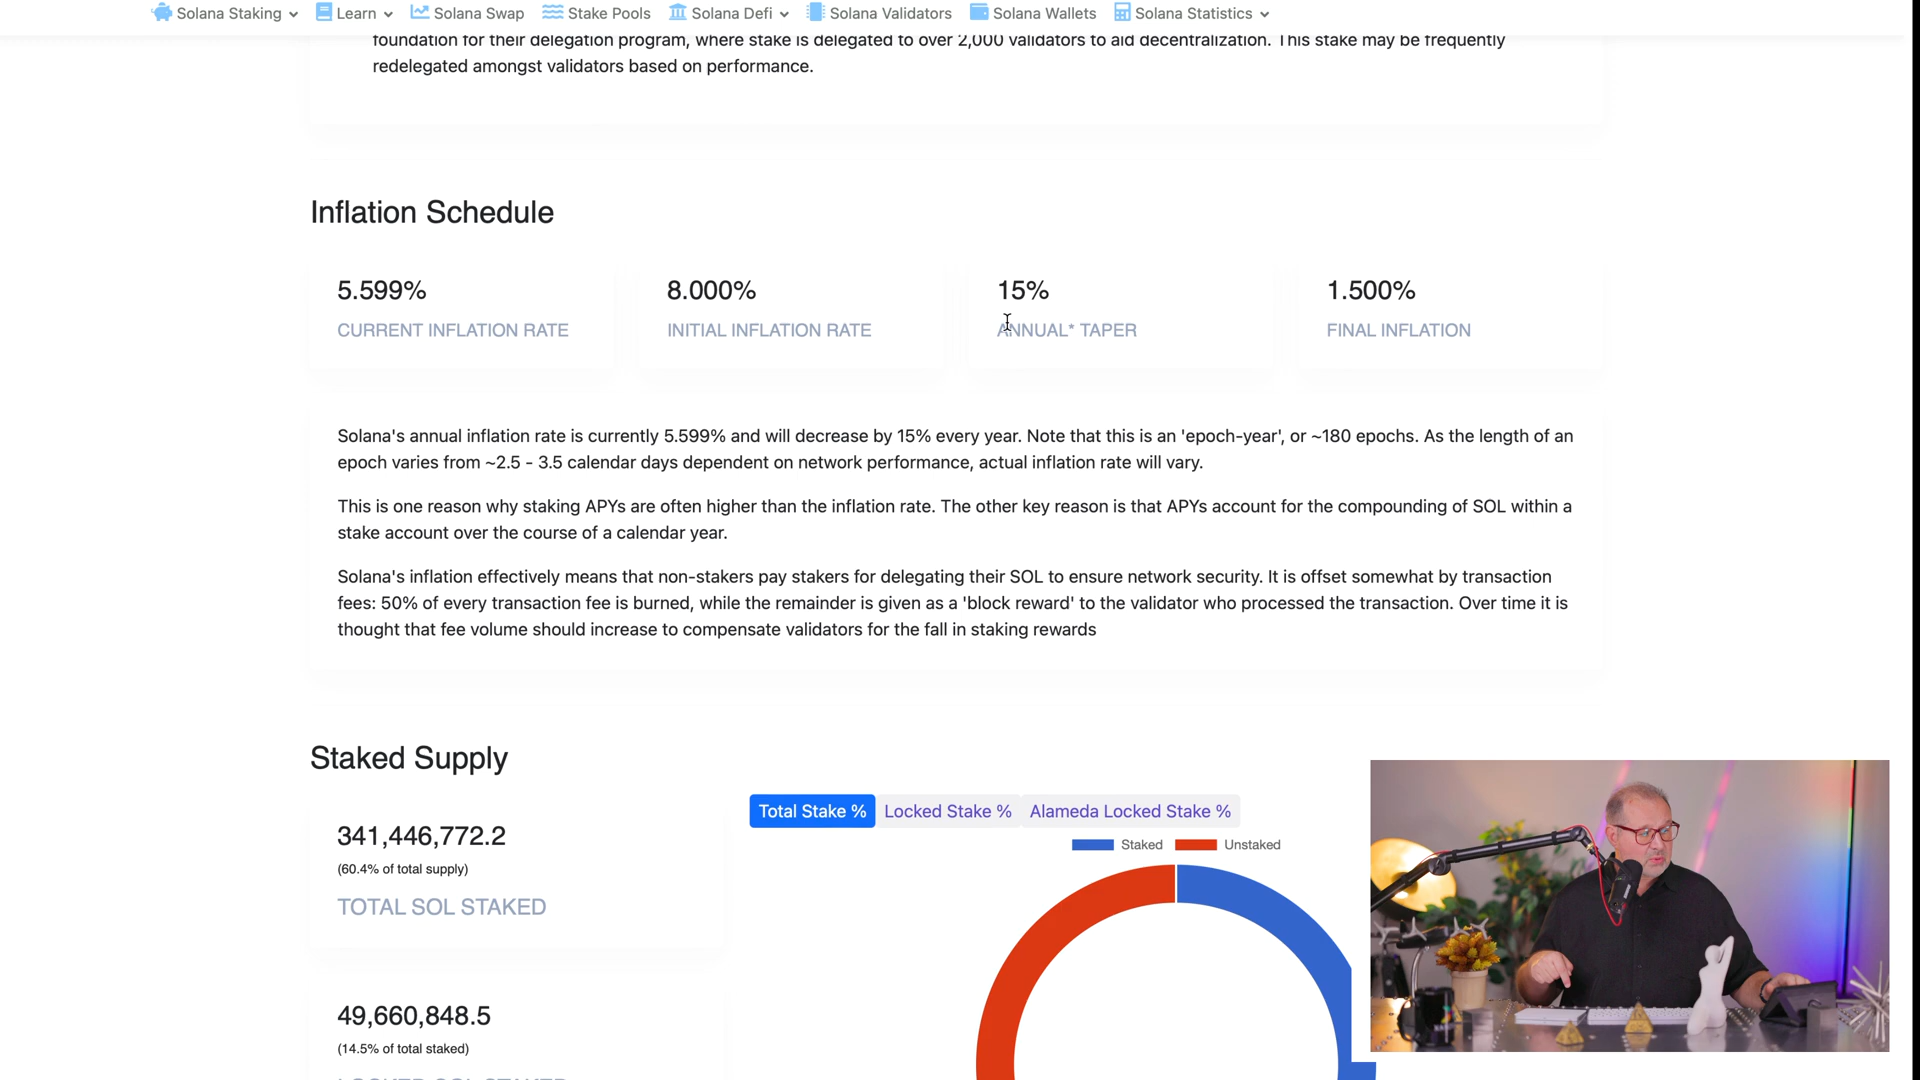 Solana Staking Learn Solana Swap Stake Pools Solana Defi Solana Validators Solana Wallets Solana Statistics
foundation for their delegation program, where stake is delegated to over 2,000 validators to aid decentralization. This stake may be frequently
redelegated amongst validators based on performance.
Inflation Schedule
5.599%
CURRENT INFLATION RATE
8.000%
INITIAL INFLATION RATE
15%
ANNUAL* TAPER
1.500%
FINAL INFLATION
Solana's annual inflation rate is currently 5.599% and will decrease by 15% every year. Note that this is an 'epoch-year', or ~180 epochs. As the length of an
epoch varies from ~2.5 - 3.5 calendar days dependent on network performance, actual inflation rate will vary.
This is one reason why staking APYs are often higher than the inflation rate. The other key reason is that APYs account for the compounding of SOL within a
stake account over the course of a calendar year.
Solana's inflation effectively means that non-stakers pay stakers for delegating their SOL to ensure network security. It is offset somewhat by transaction
fees: 50% of every transaction fee is burned, while the remainder is given as a 'block reward' to the validator who processed the transaction. Over time it is
thought that fee volume should increase to compensate validators for the fall in staking rewards
Staked Supply
341,446,772.2
(60.4% of total supply)
TOTAL SOL STAKED
49,660,848.5
(14.5% of total staked)
LOCKED SOL STAKED
Total Stake % Locked Stake % Alameda Locked Stake %
Staked Unstaked